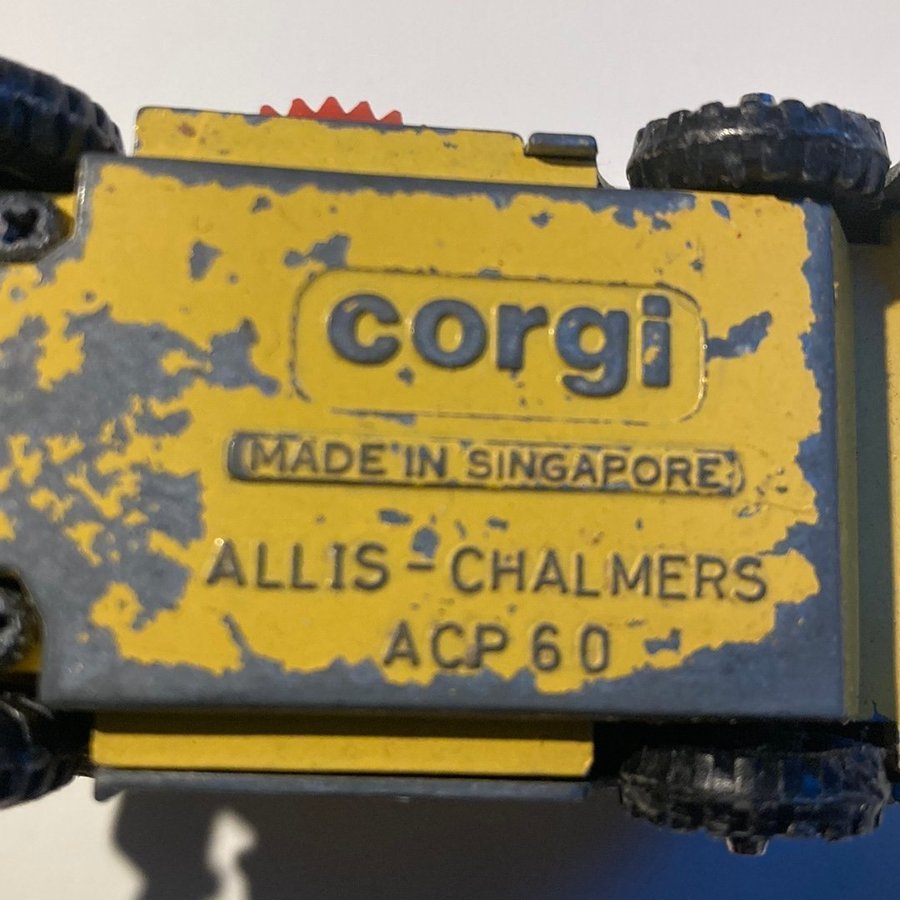 corgi
MADE IN SINGAPORE
ALLIS-CHALMERS
ACP 60